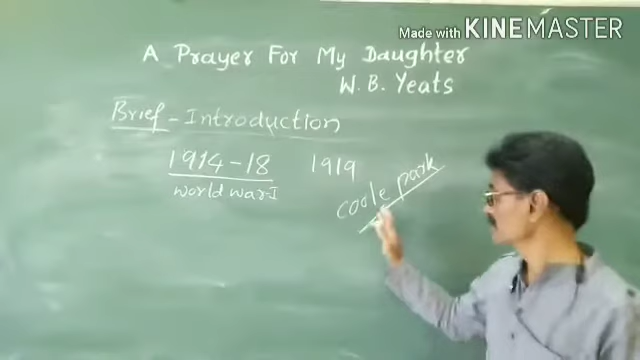 Made with KINEMASTER
A Prayer For My Daughter
W. B. Yeats
Brief - Introduction
1914-18 1919
world war-I
coole park